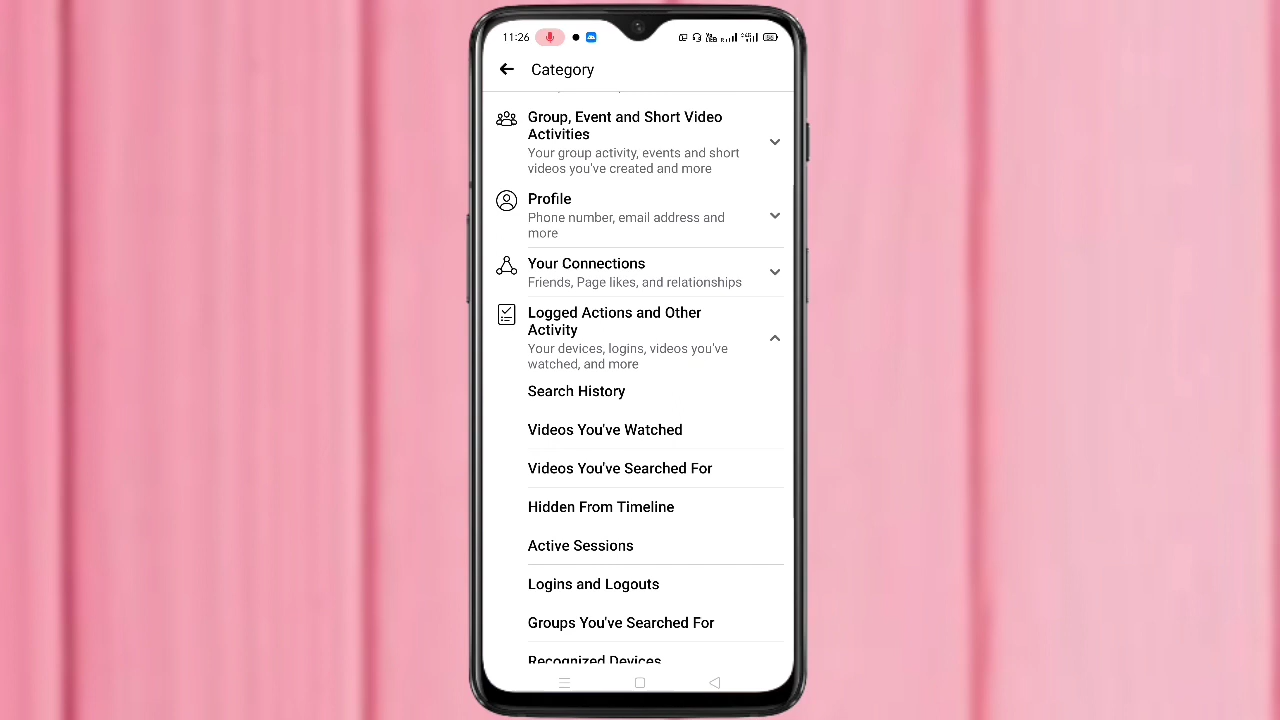 11:26
Category
Group, Event and Short Video
Activities
Your group activity, events and short
videos you've created and more
Profile
Phone number, email address and
more
Your Connections
Friends, Page likes, and relationships
Logged Actions and Other
Activity
Your devices, logins, videos you've
watched, and more
Search History
Videos You've Watched
Videos You've Searched For
Hidden From Timeline
Active Sessions
Logins and Logouts
Groups You've Searched For
Recognized Devices